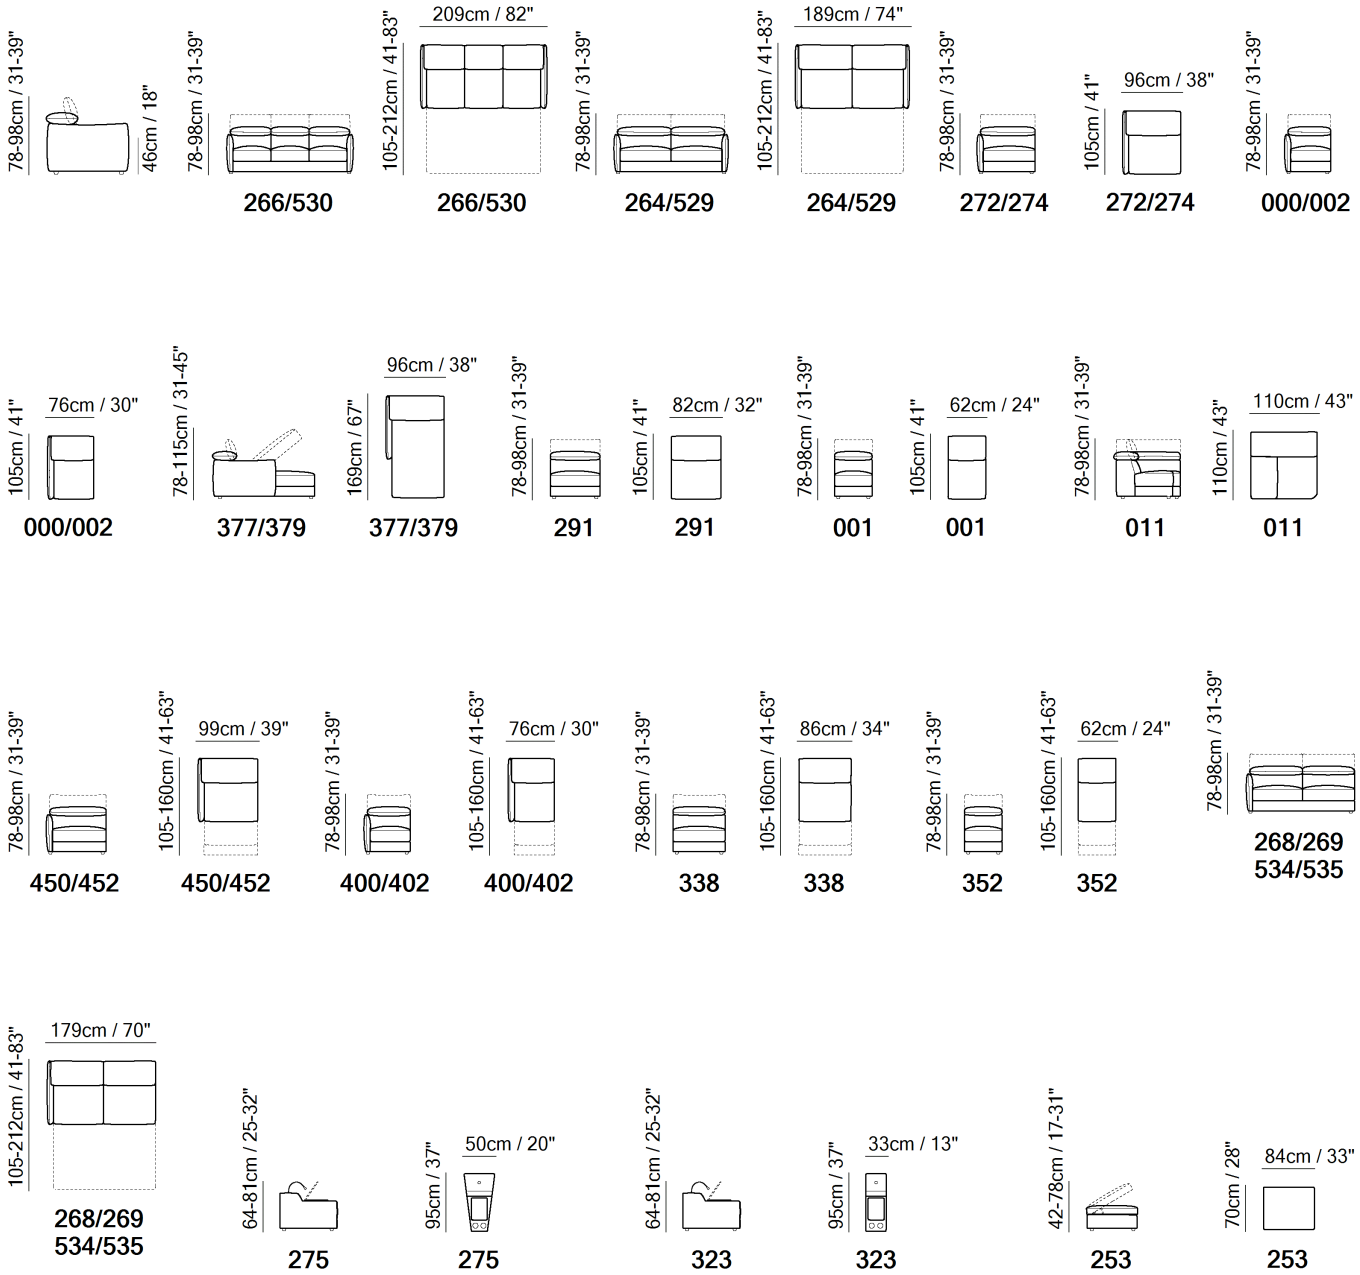 78-98cm / 31-39"
46cm / 18"
78-98cm / 31-39"
266/530
105-212cm / 41-83"
209cm / 82"
266/530
78-98cm / 31-39"
264/529
105-212cm / 41-83"
189cm / 74"
264/529
78-98cm / 31-39"
272/274
105cm / 41"
96cm / 38"
272/274
78-98cm / 31-39"
000/002
105cm / 41"
76cm / 30"
000/002
78-115cm / 31-45"
377/379
169cm / 67"
96cm / 38"
377/379
78-98cm / 31-39"
291
105cm / 41"
82cm / 32"
291
78-98cm / 31-39"
001
105cm / 41"
62cm / 24"
001
78-98cm / 31-39"
011
110cm / 43"
110cm / 43"
011
78-98cm / 31-39"
450/452
105-160cm / 41-63"
99cm / 39"
450/452
78-98cm / 31-39"
400/402
105-160cm / 41-63"
76cm / 30"
400/402
78-98cm / 31-39"
338
105-160cm / 41-63"
86cm / 34"
338
78-98cm / 31-39"
352
105-160cm / 41-63"
62cm / 24"
352
78-98cm / 31-39"
268/269
534/535
105-212cm / 41-83"
179cm / 70"
268/269
534/535
64-81cm / 25-32"
275
95cm / 37"
50cm / 20"
275
64-81cm / 25-32"
323
95cm / 37"
33cm / 13"
323
42-78cm / 17-31"
253
70cm / 28"
84cm / 33"
253